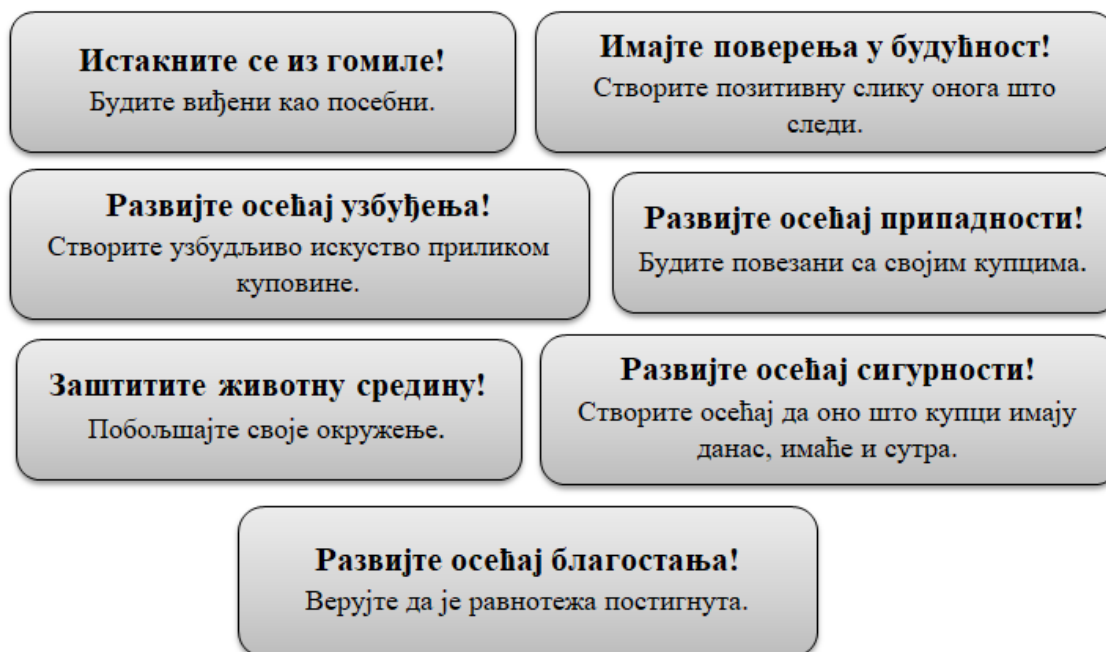 Истакните се из гомиле!
Будите виђени као посебни.
Имајте поверења у будућност!
Створите позитивну слику онога што
следи.
Развијте осећај узбуђења!
Створите узбудљиво искуство приликом
куповине.
Развијте осећај припадности!
Будите повезани са својим купцима.
Заштитите животну средину!
Побољшајте своје окружење.
Развијте осећај сигурности!
Створите осећај да оно што купци имају
данас, имаће и сутра.
Развијте осећај благостања!
Верујте да је равнотежа постигнута.